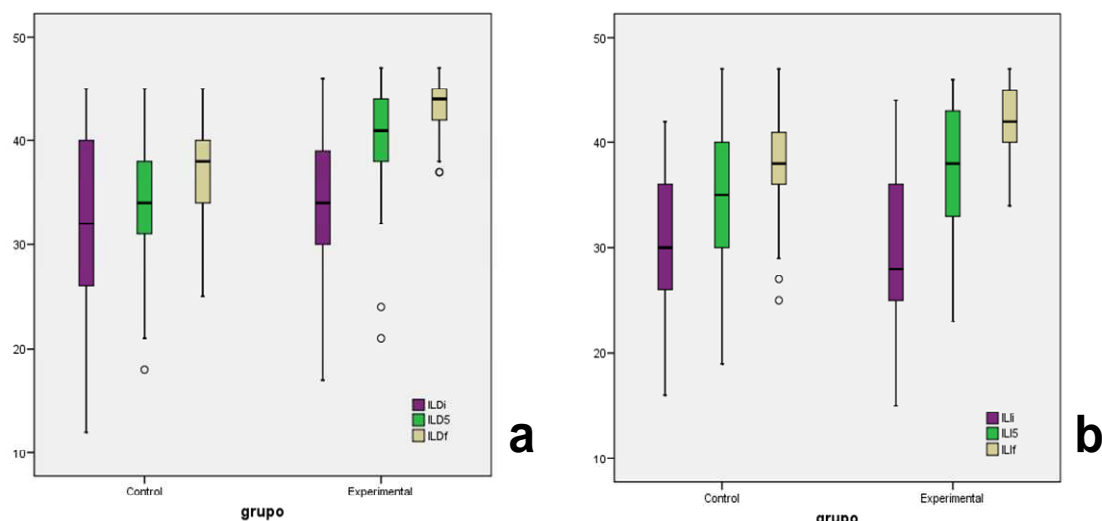 50
40
30
20
10
ILDi
ILD5
ILDf
Control
Experimental
grupo
a
50
40
30
20
10
ILIi
ILI5
ILIf
Control
Experimental
grupo
b